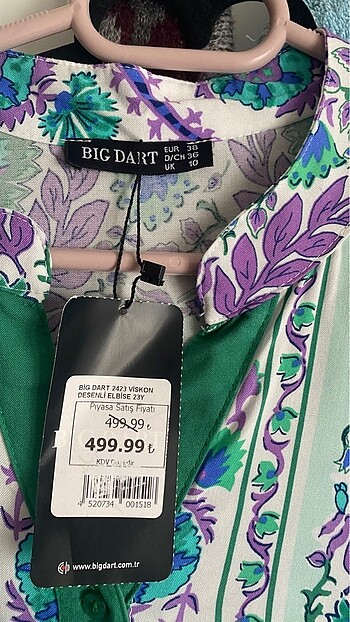 BIG DART
EUR 38
D/CH 36
UK 10
BİG DART 2423 VİSKON
DESENLİ ELBİSE 23Y
Piyasa Satış Fiyatı
499.99 ₺
499.99 ₺
4 520734 001518
www.bigdart.com.tr